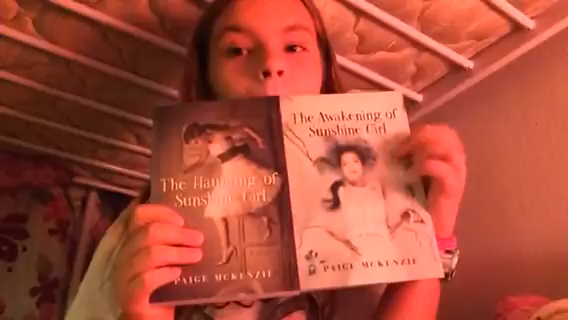 The Haunting of
Sunshine Girl
PAIGE MCKENZIE
The Awakening of
Sunshine Girl
PAIGE MCKENZIE